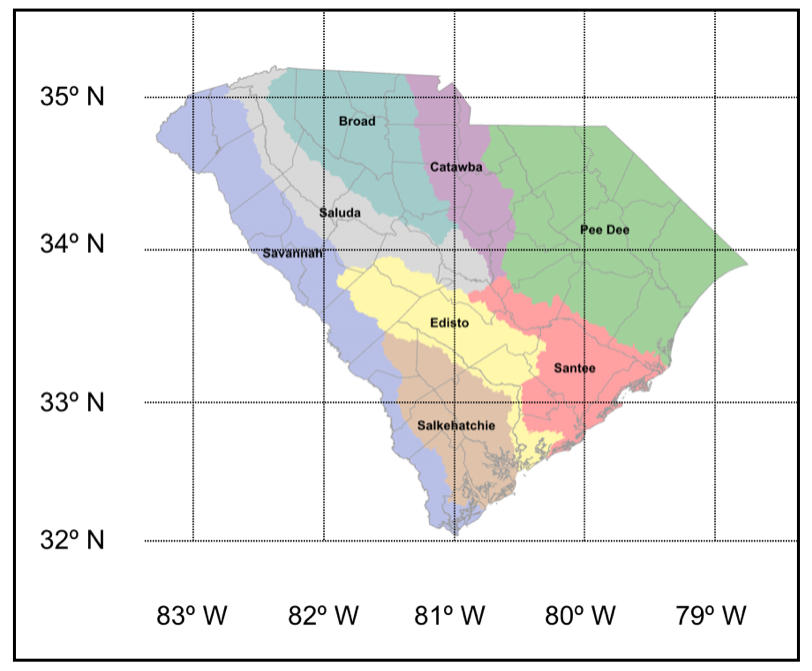 35º N
Broad
Catawba
Saluda
Pee Dee
34º N
Savannah
Edisto
Santee
33º N
Salkehatchie
32º N
83º W 82º W 81º W 80º W 79º W